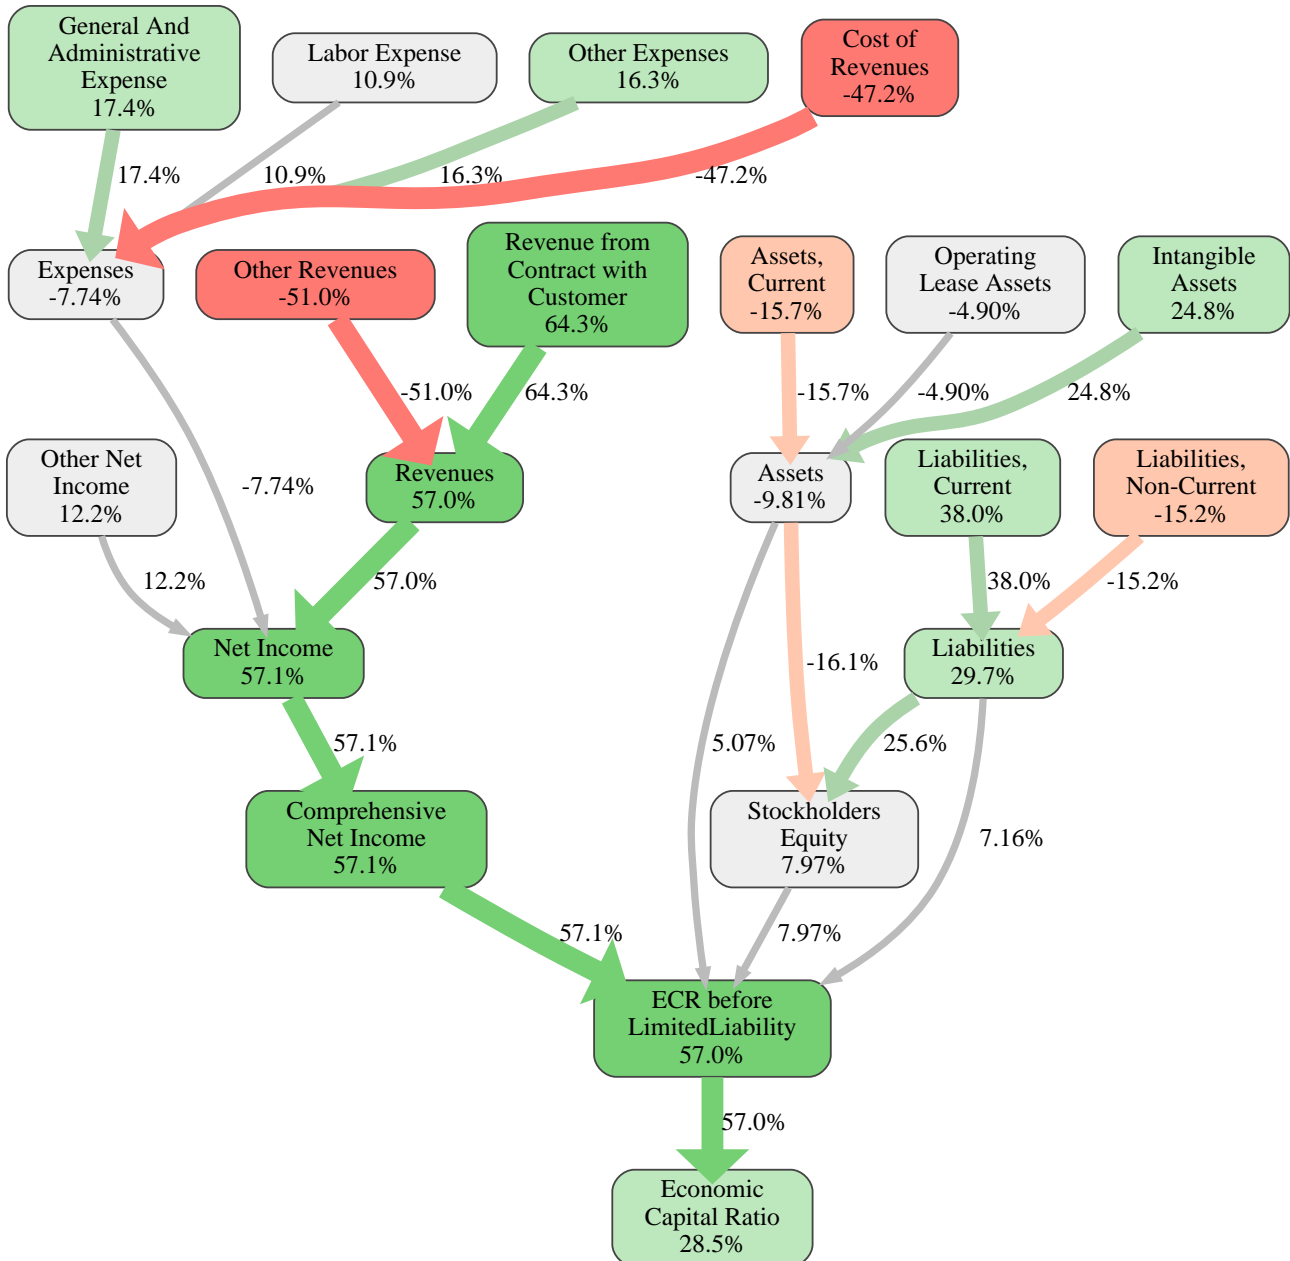 General And
Administrative
Expense
17.4%
Labor Expense
10.9%
Other Expenses
16.3%
Cost of
Revenues
-47.2%
17.4%
10.9%
16.3%
-47.2%
Expenses
-7.74%
Other Revenues
-51.0%
Revenue from
Contract with
Customer
64.3%
Assets,
Current
-15.7%
Operating
Lease Assets
-4.90%
Intangible
Assets
24.8%
-51.0%
64.3%
-15.7%
-4.90%
24.8%
Other Net
Income
12.2%
-7.74%
Revenues
57.0%
Assets
-9.81%
Liabilities,
Current
38.0%
Liabilities,
Non-Current
-15.2%
12.2%
57.0%
38.0%
-15.2%
Net Income
57.1%
-16.1%
Liabilities
29.7%
57.1%
5.07%
25.6%
Comprehensive
Net Income
57.1%
Stockholders
Equity
7.97%
7.16%
57.1%
7.97%
ECR before
LimitedLiability
57.0%
57.0%
Economic
Capital Ratio
28.5%